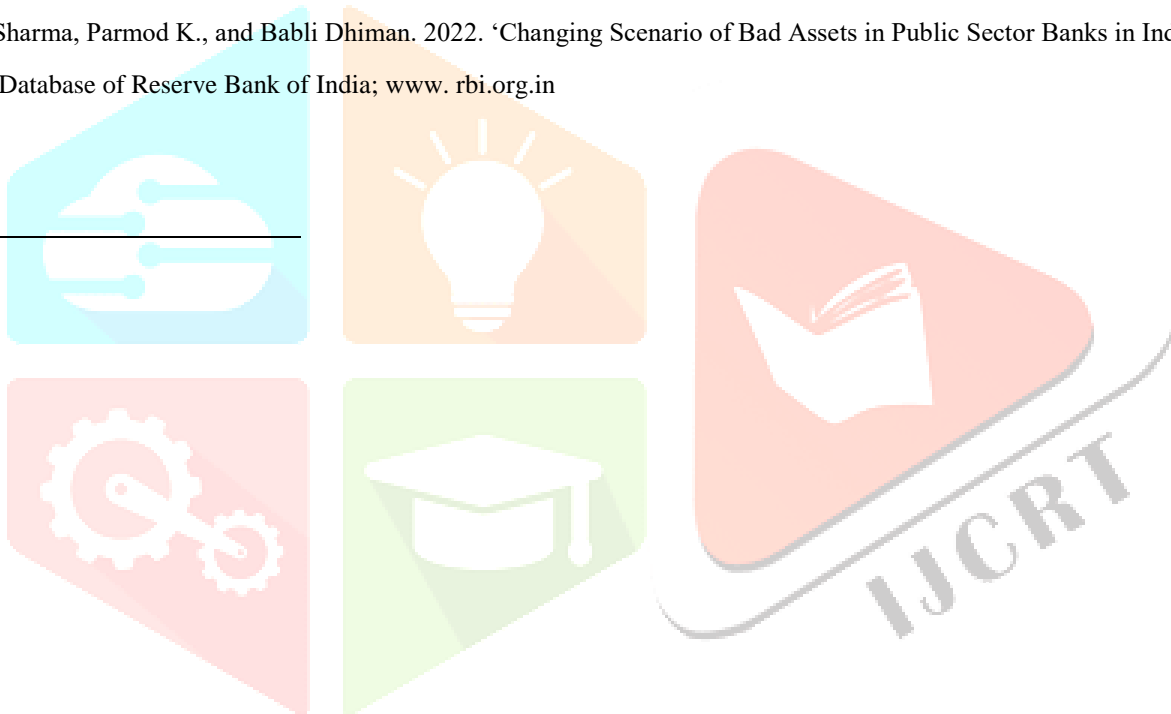 Sharma, Parmod K., and Babli Dhiman. 2022. ‘Changing Scenario of Bad Assets in Public Sector Banks in
Database of Reserve Bank of India; www. rbi.org.in
IJCRT